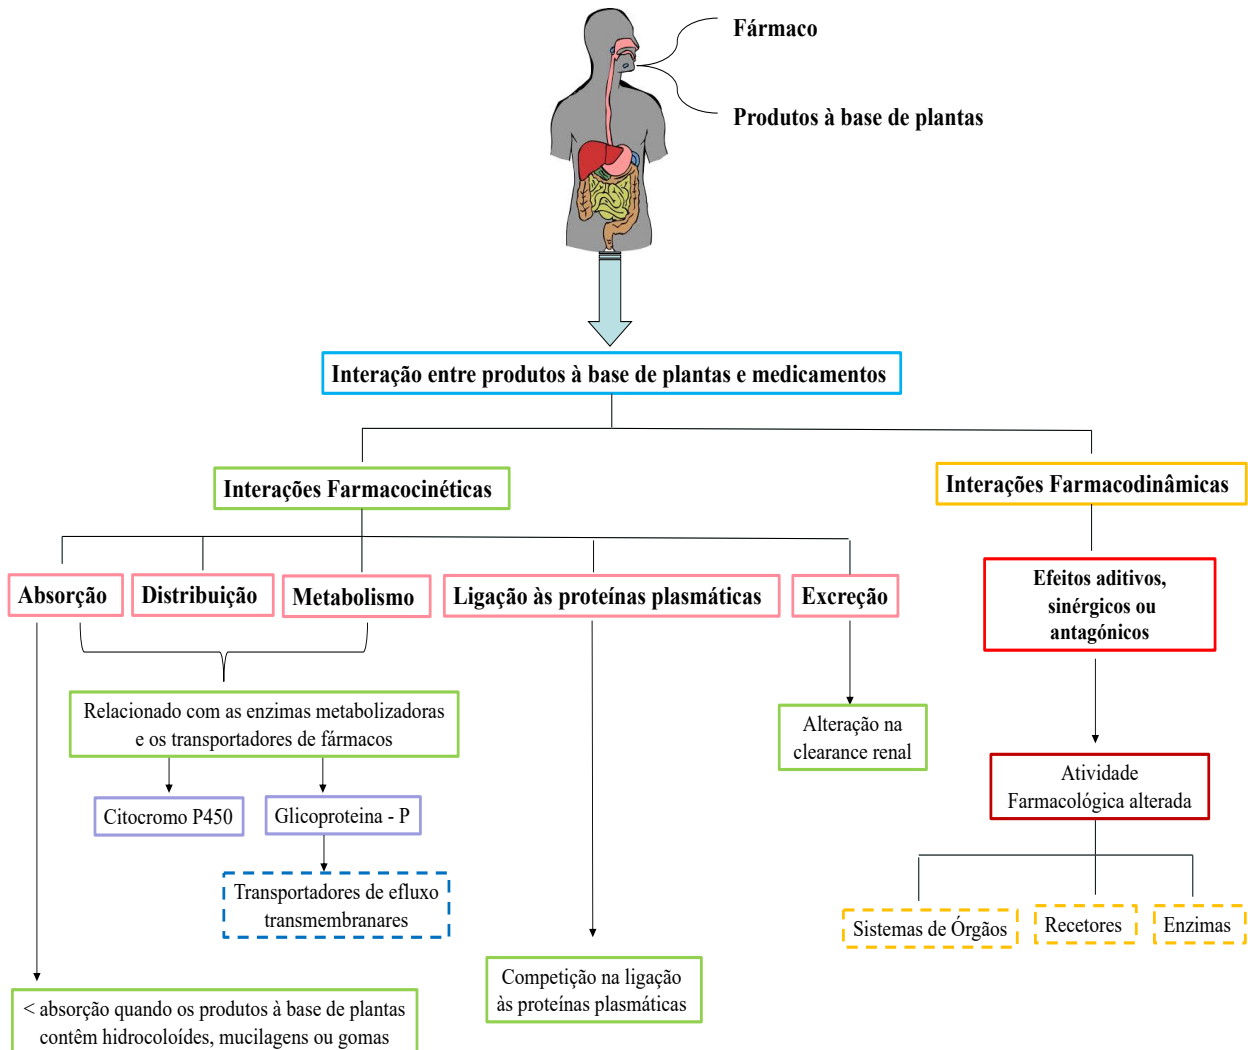 Fármaco
Produtos à base de plantas
Interação entre produtos à base de plantas e medicamentos
Interações Farmacocinéticas
Interações Farmacodinâmicas
Absorção
Distribuição
Metabolismo
Ligação às proteínas plasmáticas
Excreção
Efeitos aditivos,
sinérgicos ou
antagónicos
Relacionado com as enzimas metabolizadoras
e os transportadores de fármacos
Alteração na
clearance renal
Atividade
Farmacológica alterada
Citocromo P450
Glicoproteina - P
Transportadores de efluxo
transmembranares
Sistemas de Órgãos
Recetores
Enzimas
Competição na ligação
às proteínas plasmáticas
< absorção quando os produtos à base de plantas
contêm hidrocoloídes, mucilagens ou gomas